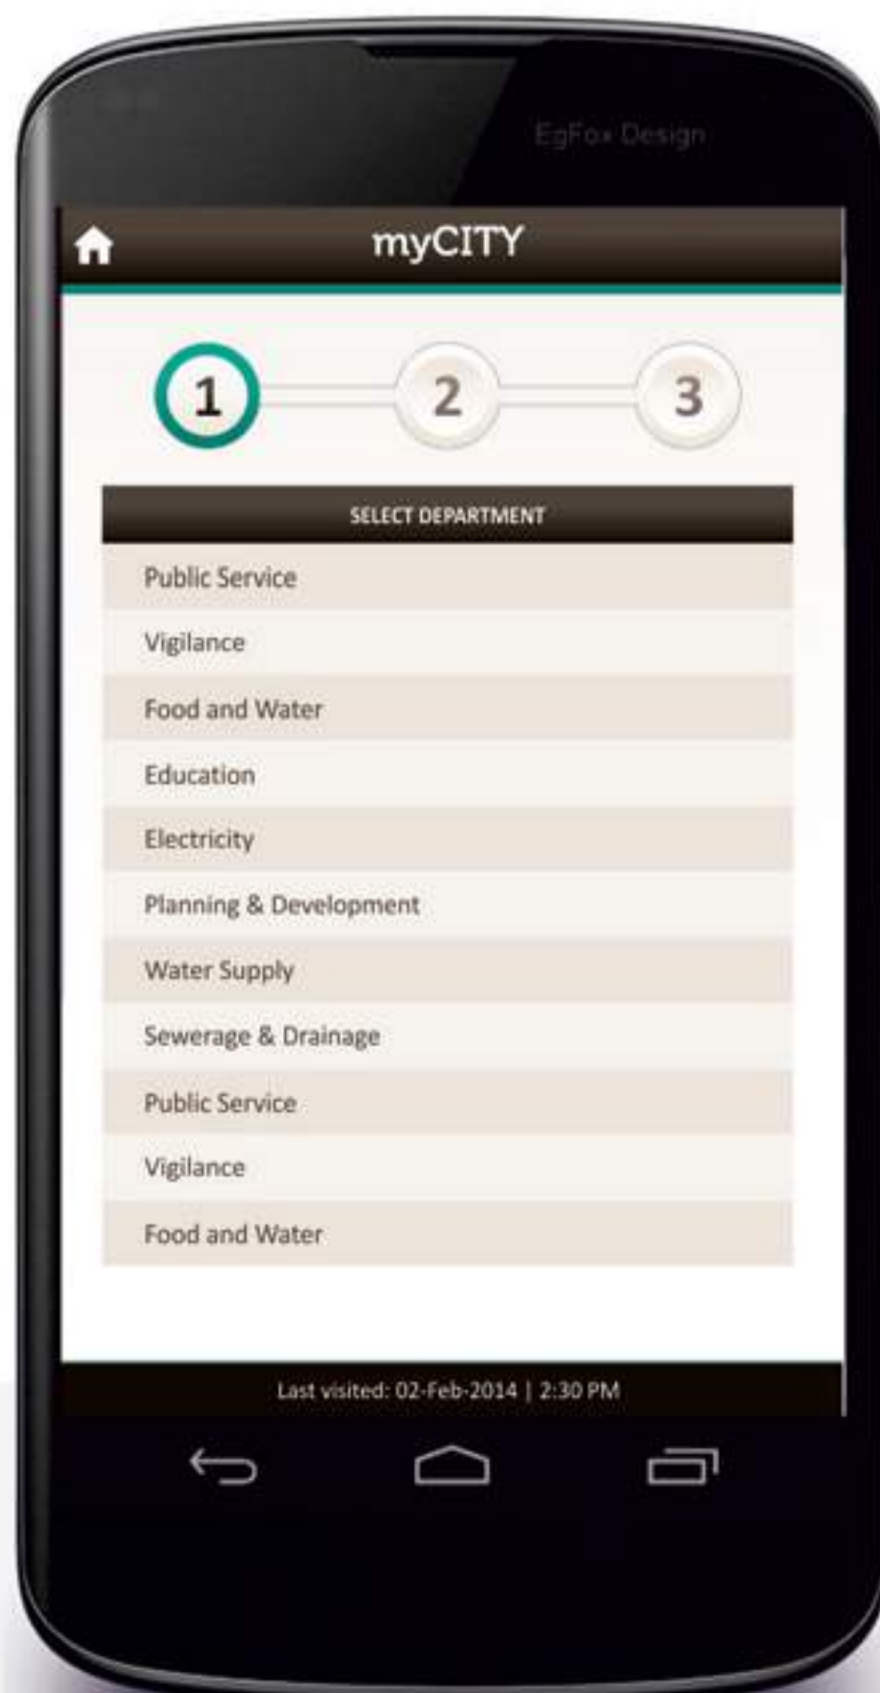 EgFox Design
myCITY
1 2 3
SELECT DEPARTMENT
Public Service
Vigilance
Food and Water
Education
Electricity
Planning & Development
Water Supply
Sewerage & Drainage
Public Service
Vigilance
Food and Water
Last visited: 02-Feb-2014 | 2:30 PM